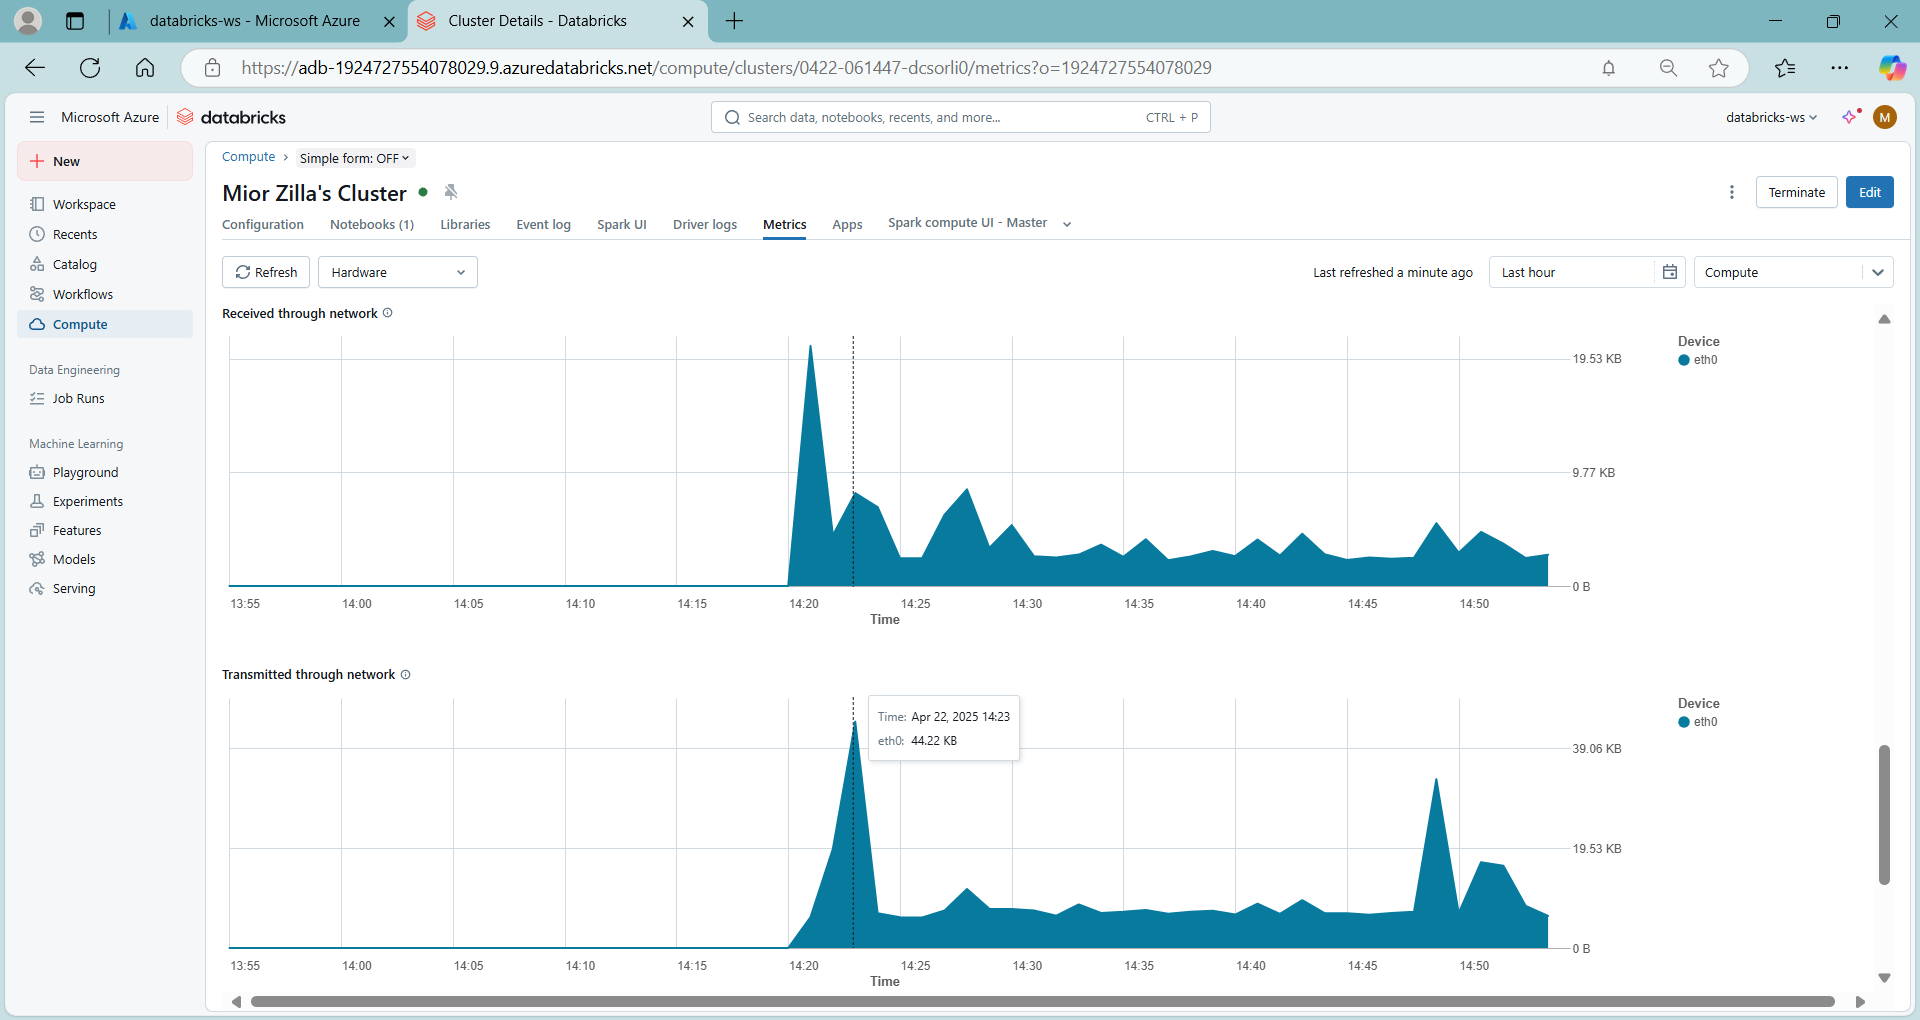 databricks-ws - Microsoft Azure
Cluster Details - Databricks
https://adb-1924727554078029.9.azuredatabricks.net/compute/clusters/0422-061447-dcsorli0/metrics?o=1924727554078029
Microsoft Azure databricks
Search data, notebooks, recents, and more... CTRL + P
databricks-ws
M
New
Workspace
Recents
Catalog
Workflows
Compute
Data Engineering
Job Runs
Machine Learning
Playground
Experiments
Features
Models
Serving
Compute › Simple form: OFF
Mior Zilla's Cluster
Terminate
Edit
Configuration Notebooks (1) Libraries Event log Spark UI Driver logs Metrics Apps Spark compute UI - Master
Refresh
Hardware
Last refreshed a minute ago
Last hour
Compute
Received through network
Device
eth0
19.53 KB
9.77 KB
0 B
13:55 14:00 14:05 14:10 14:15 14:20 14:25 14:30 14:35 14:40 14:45 14:50
Time
Transmitted through network
Time: Apr 22, 2025 14:23
eth0: 44.22 KB
Device
eth0
39.06 KB
19.53 KB
0 B
13:55 14:00 14:05 14:10 14:15 14:20 14:25 14:30 14:35 14:40 14:45 14:50
Time